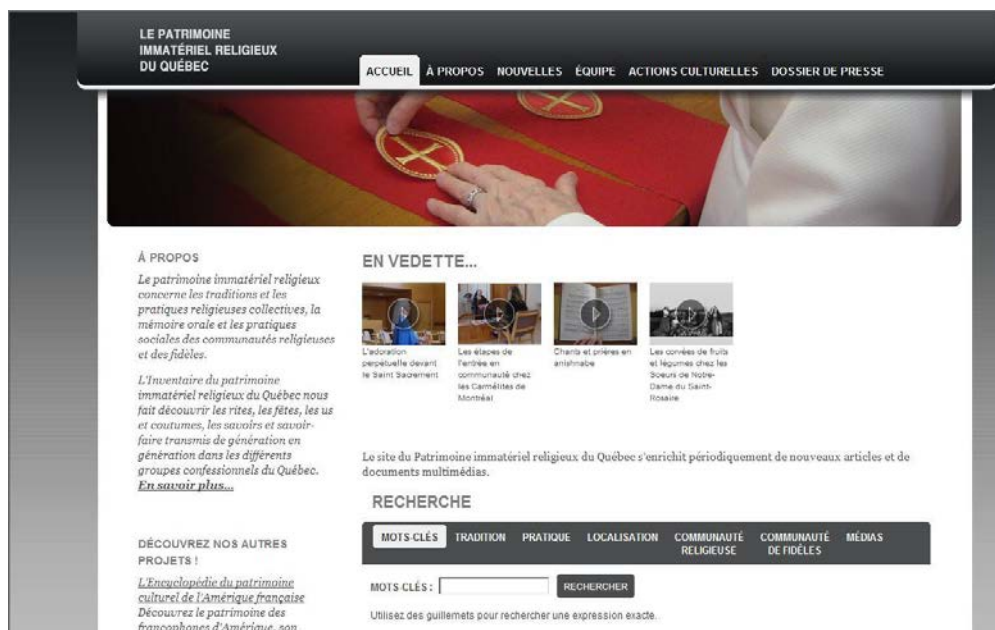 LE PATRIMOINE
IMMATÉRIEL RELIGIEUX
DU QUÉBEC
ACCUEIL À PROPOS NOUVELLES ÉQUIPE ACTIONS CULTURELLES DOSSIER DE PRESSE
À PROPOS
Le patrimoine immatériel religieux
concerne les traditions et les
pratiques religieuses collectives, la
mémoire orale et les pratiques
sociales des communautés religieuses
et des fidèles.
L'Inventaire du patrimoine
immatériel religieux du Québec nous
fait découvrir les rites, les fêtes, les us
et coutumes, les savoirs et savoir-
faire transmis de génération en
génération dans les différents
groupes confessionnels du Québec.
En savoir plus...
DÉCOUVREZ NOS AUTRES
PROJETS !
L'Encyclopédie du patrimoine
culturel de l'Amérique française
Découvrez le patrimoine des
francophones d'Amérique, son
EN VEDETTE...
L'adoration
perpétuelle devant
le Saint Sacrement
Les étapes de
l'entrée en
communauté chez
les Carmélites de
Montréal
Chants et prières en
anishnabe
Les corvées de fruits
et légumes chez les
Soeurs de Notre-
Dame du Saint-
Rosaire
Le site du Patrimoine immatériel religieux du Québec s'enrichit périodiquement de nouveaux articles et de
documents multimédias.
RECHERCHE
MOTS-CLÉS TRADITION PRATIQUE LOCALISATION COMMUNAUTÉ
RELIGIEUSE COMMUNAUTÉ
DE FIDÈLES MÉDIAS
MOTS-CLÉS : RECHERCHER
Utilisez des guillemets pour rechercher une expression exacte.